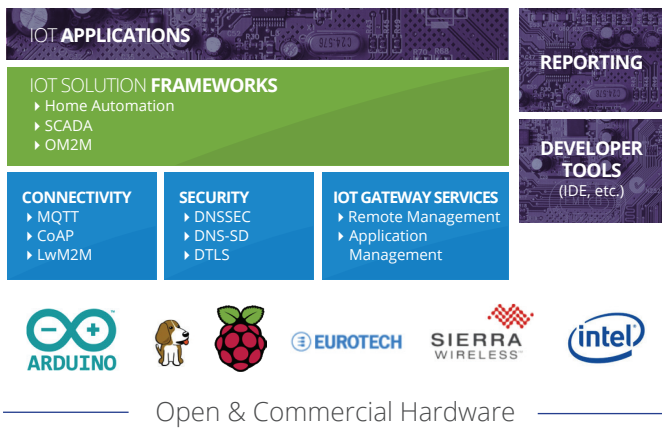 IOT APPLICATIONS
IOT SOLUTION FRAMEWORKS
Home Automation
SCADA
OM2M
REPORTING
DEVELOPER
TOOLS
(IDE, etc.)
CONNECTIVITY
MQTT
CoAP
LwM2M
SECURITY
DNSSEC
DNS-SD
DTLS
IOT GATEWAY SERVICES
Remote Management
Application
Management
ARDUINO
EUROTECH
SIERRA
WIRELESS
intel
Open & Commercial Hardware